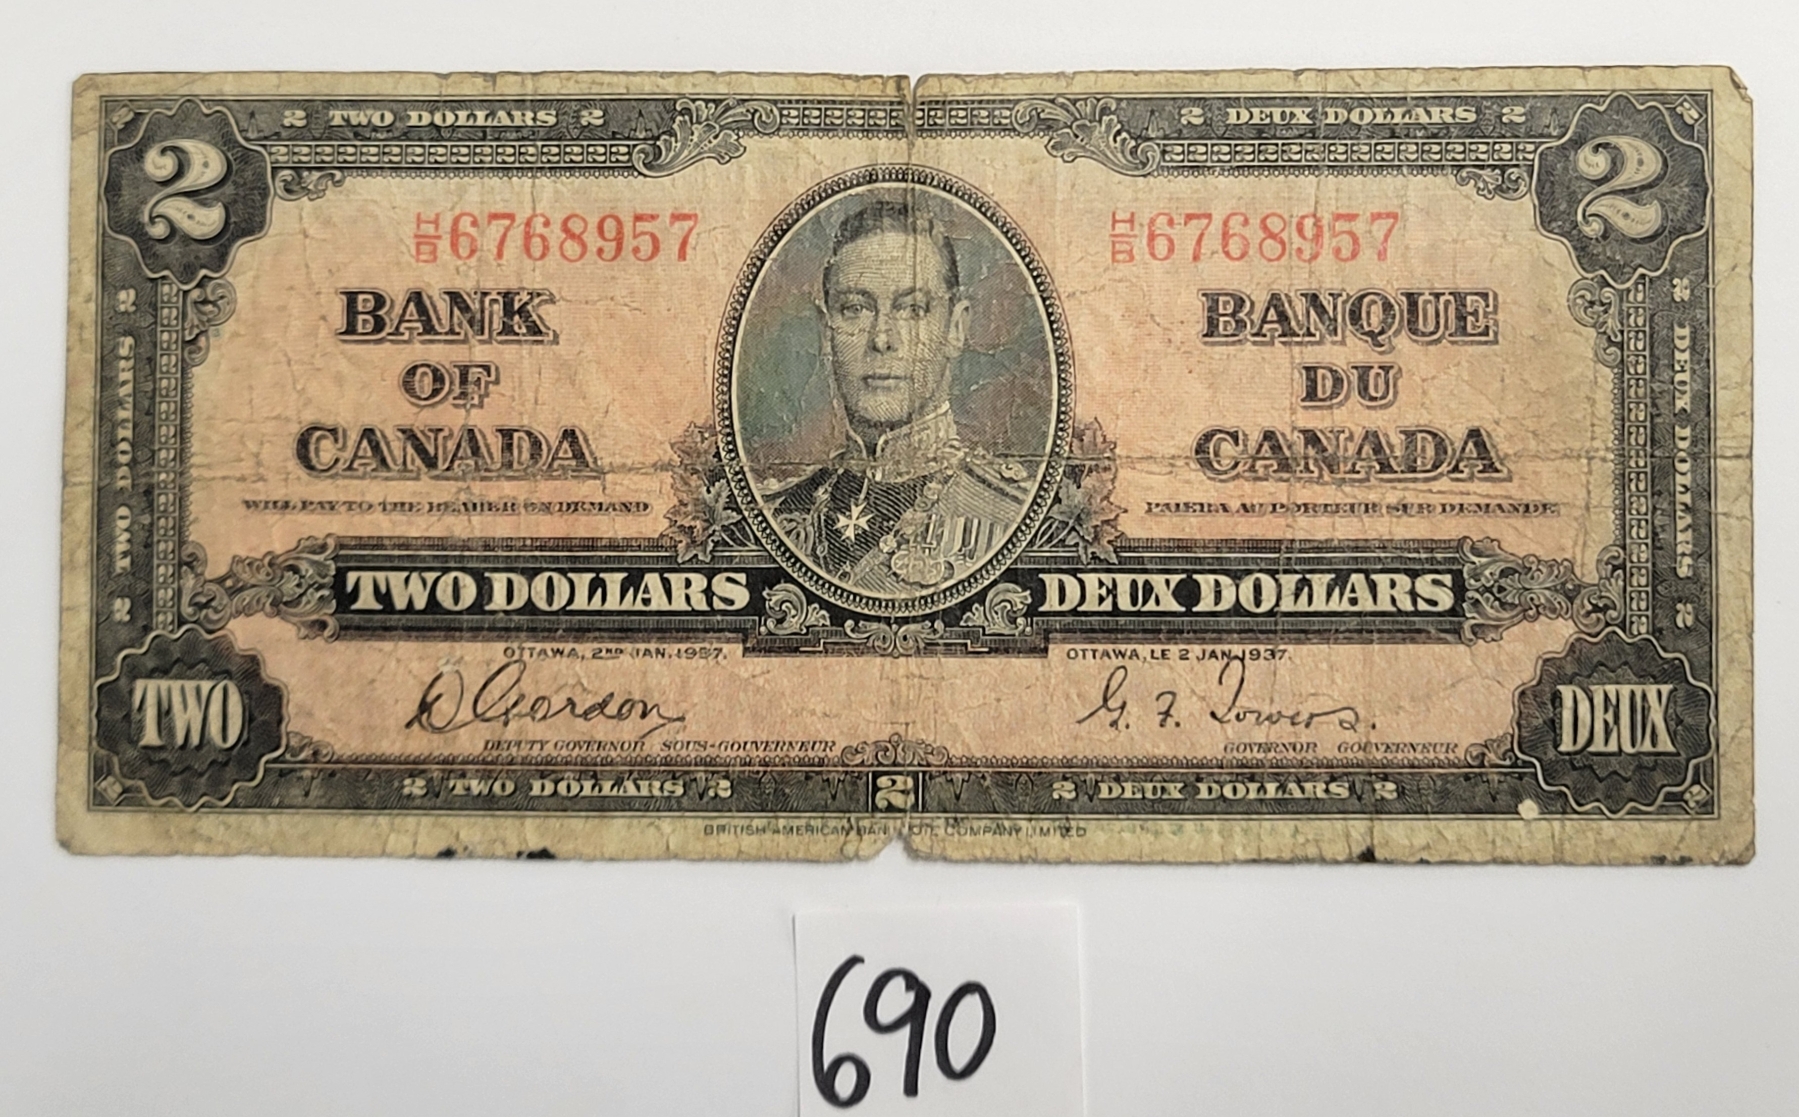 2 TWO DOLLARS 2
2 DEUX DOLLARS 2
2
2
H/B 6768957
H/B 6768957
BANK
OF
CANADA
BANQUE
DU
CANADA
WILL PAY TO THE BEARER ON DEMAND
PAIERA AU PORTEUR SUR DEMANDE
2 TWO DOLLARS 2
2 DEUX DOLLARS 2
TWO DOLLARS
DEUX DOLLARS
OTTAWA, 2ND JAN. 1937.
OTTAWA, LE 2 JAN. 1937.
D Gordon
G. F. Towers.
DEPUTY GOVERNOR SOUS-GOUVERNEUR
GOVERNOR GOUVERNEUR
TWO
DEUX
2 TWO DOLLARS 2
2
2 DEUX DOLLARS 2
BRITISH AMERICAN BANK NOTE COMPANY LIMITED
690